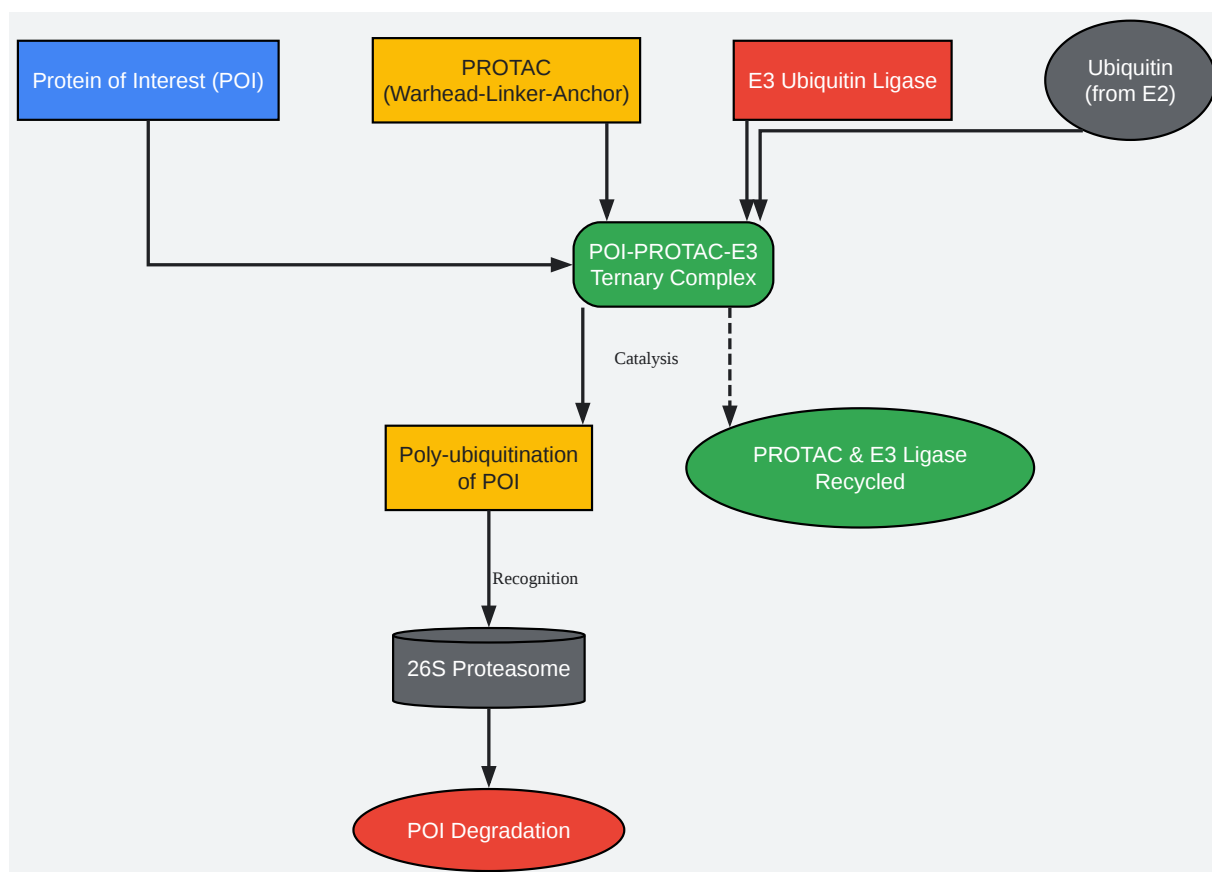 Protein of Interest (POI)
PROTAC
(Warhead-Linker-Anchor)
E3 Ubiquitin Ligase
Ubiquitin
(from E2)
POI-PROTAC-E3
Ternary Complex
Catalysis
Poly-ubiquitination
of POI
PROTAC & E3 Ligase
Recycled
Recognition
26S Proteasome
POI Degradation